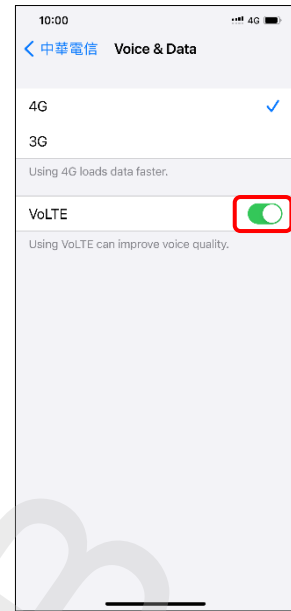 10:00 4G
中華電信 Voice & Data
4G
3G
Using 4G loads data faster.
VoLTE
Using VoLTE can improve voice quality.